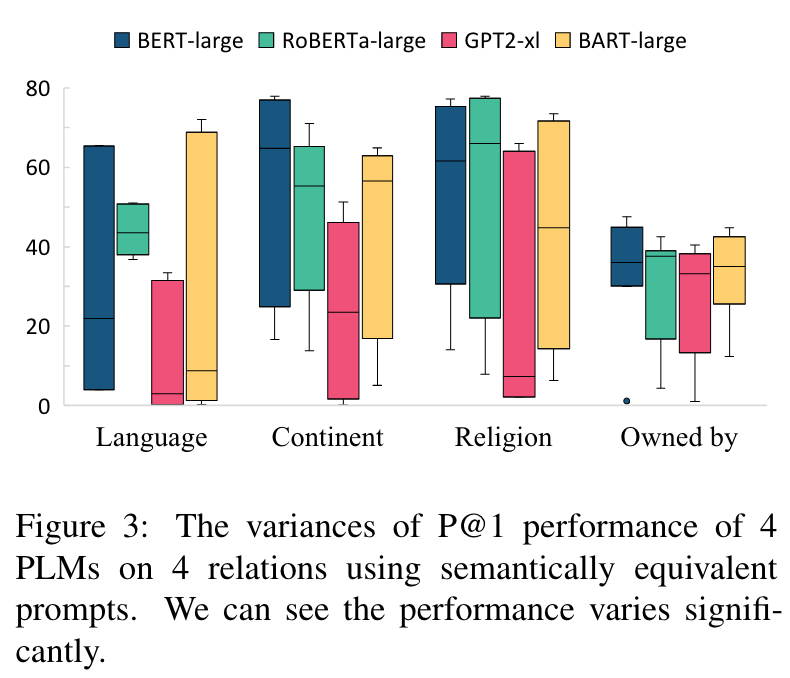 BERT-large RoBERTa-large GPT2-xl BART-large
80
60
40
20
0
Language Continent Religion Owned by
Figure 3: The variances of P@1 performance of 4
PLMs on 4 relations using semantically equivalent
prompts. We can see the performance varies signifi-
cantly.